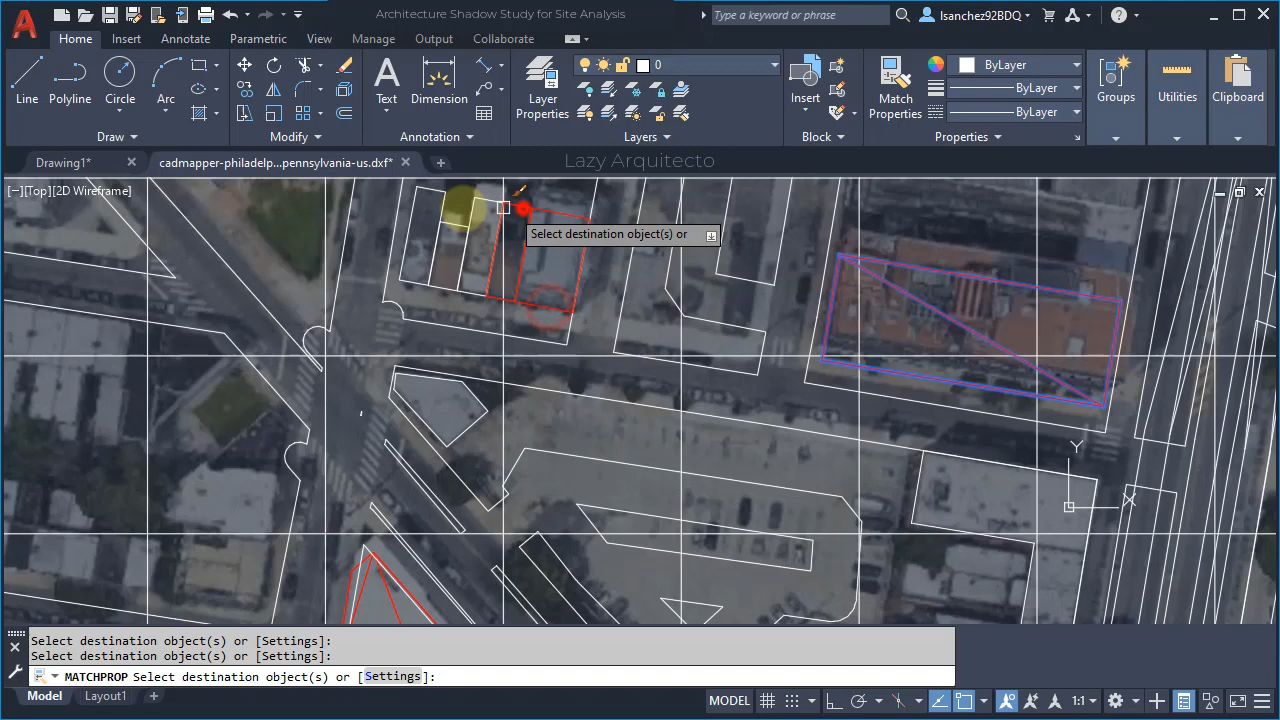 Architecture Shadow Study for Site Analysis
Type a keyword or phrase
lsanchez92BDQ
Home Insert Annotate Parametric View Manage Output Collaborate
0
ByLayer
Line Polyline Circle Arc
Text Dimension
Layer Properties
Insert
Match Properties
ByLayer
ByLayer
Groups
Utilities
Clipboard
Draw Modify Annotation Layers Block Properties
Drawing1*
cadmapper-philadelp...pennsylvania-us.dxf*
Lazy Arquitecto
[−][Top][2D Wireframe]
Select destination object(s) or
Y
X
Select destination object(s) or [Settings]:
Select destination object(s) or [Settings]:
MATCHPROP Select destination object(s) or [Settings]:
Model Layout1
MODEL
1:1